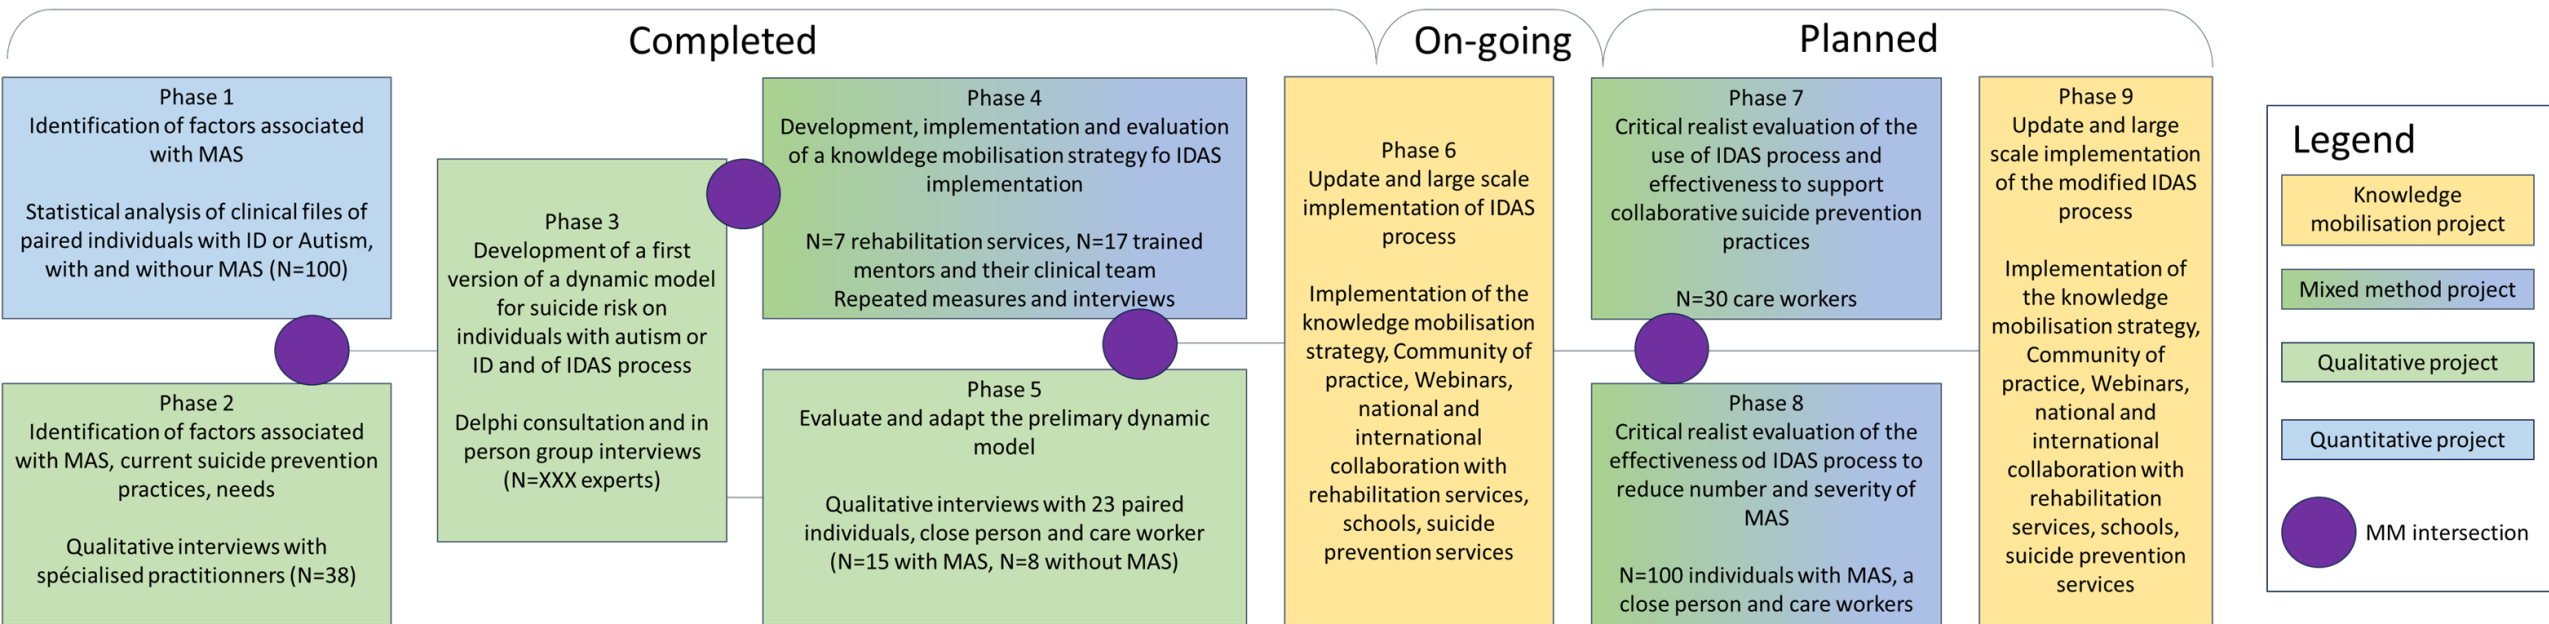 Completed
On-going
Planned
Phase 1
Identification of factors associated
with MAS
Statistical analysis of clinical files of
paired individuals with ID or Autism,
with and withour MAS (N=100)
Phase 2
Identification of factors associated
with MAS, current suicide prevention
practices, needs
Qualitative interviews with
spécialised practitionners (N=38)
Phase 3
Development of a first
version of a dynamic model
for suicide risk on
individuals with autism or
ID and of IDAS process
Delphi consultation and in
person group interviews
(N=XXX experts)
Phase 4
Development, implementation and evaluation
of a knowldege mobilisation strategy fo IDAS
implementation
N=7 rehabilitation services, N=17 trained
mentors and their clinical team
Repeated measures and interviews
Phase 5
Evaluate and adapt the prelimary dynamic
model
Qualitative interviews with 23 paired
individuals, close person and care worker
(N=15 with MAS, N=8 without MAS)
Phase 6
Update and large scale
implementation of IDAS
process
Implementation of the
knowledge mobilisation
strategy, Community of
practice, Webinars,
national and
international
collaboration with
rehabilitation services,
schools, suicide
prevention services
Phase 7
Critical realist evaluation of the
use of IDAS process and
effectiveness to support
collaborative suicide prevention
practices
N=30 care workers
Phase 8
Critical realist evaluation of the
effectiveness od IDAS process to
reduce number and severity of
MAS
N=100 individuals with MAS, a
close person and care workers
Phase 9
Update and large
scale implementation
of the modified IDAS
process
Implementation of
the knowledge
mobilisation strategy,
Community of
practice, Webinars,
national and
international
collaboration with
rehabilitation
services, schools,
suicide prevention
services
Legend
Knowledge
mobilisation project
Mixed method project
Qualitative project
Quantitative project
MM intersection